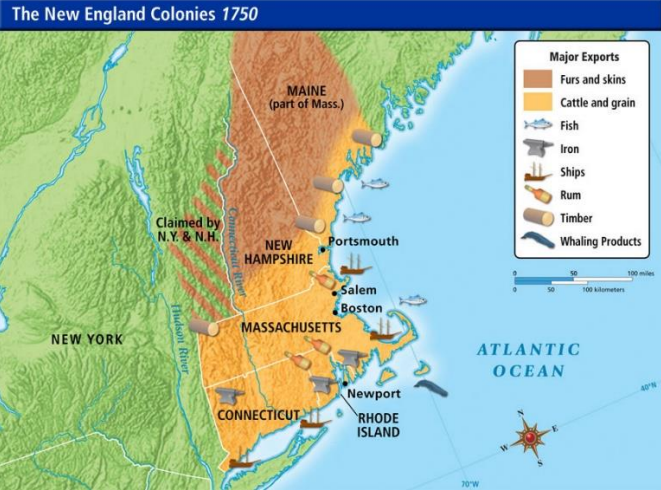 The New England Colonies 1750
Major Exports
Furs and skins
Cattle and grain
Fish
Iron
Ships
Rum
Timber
Whaling Products
0 50 100 miles
0 50 100 kilometers
MAINE
(part of Mass.)
Claimed by
N.Y. & N.H.
Connecticut River
NEW
HAMPSHIRE
Portsmouth
Salem
Boston
MASSACHUSETTS
Hudson River
NEW YORK
ATLANTIC
OCEAN
Newport
CONNECTICUT
RHODE
ISLAND
40°N
N
E
W
S
70°W